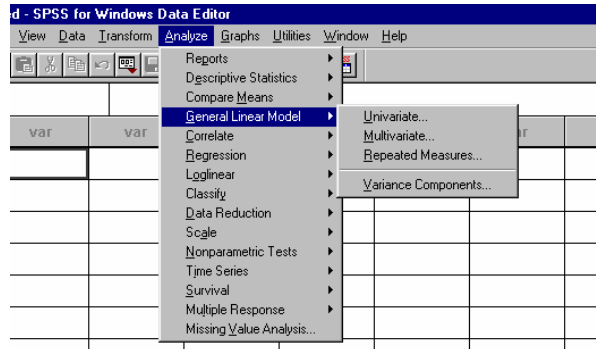 ed - SPSS for Windows Data Editor
View Data Transform Analyze Graphs Utilities Window Help
Reports
Descriptive Statistics
Compare Means
General Linear Model
Univariate...
var
var
Correlate
Multivariate...
Regression
Repeated Measures...
Loglinear
Classify
Variance Components...
Data Reduction
Scale
Nonparametric Tests
Time Series
Survival
Multiple Response
Missing Value Analysis...